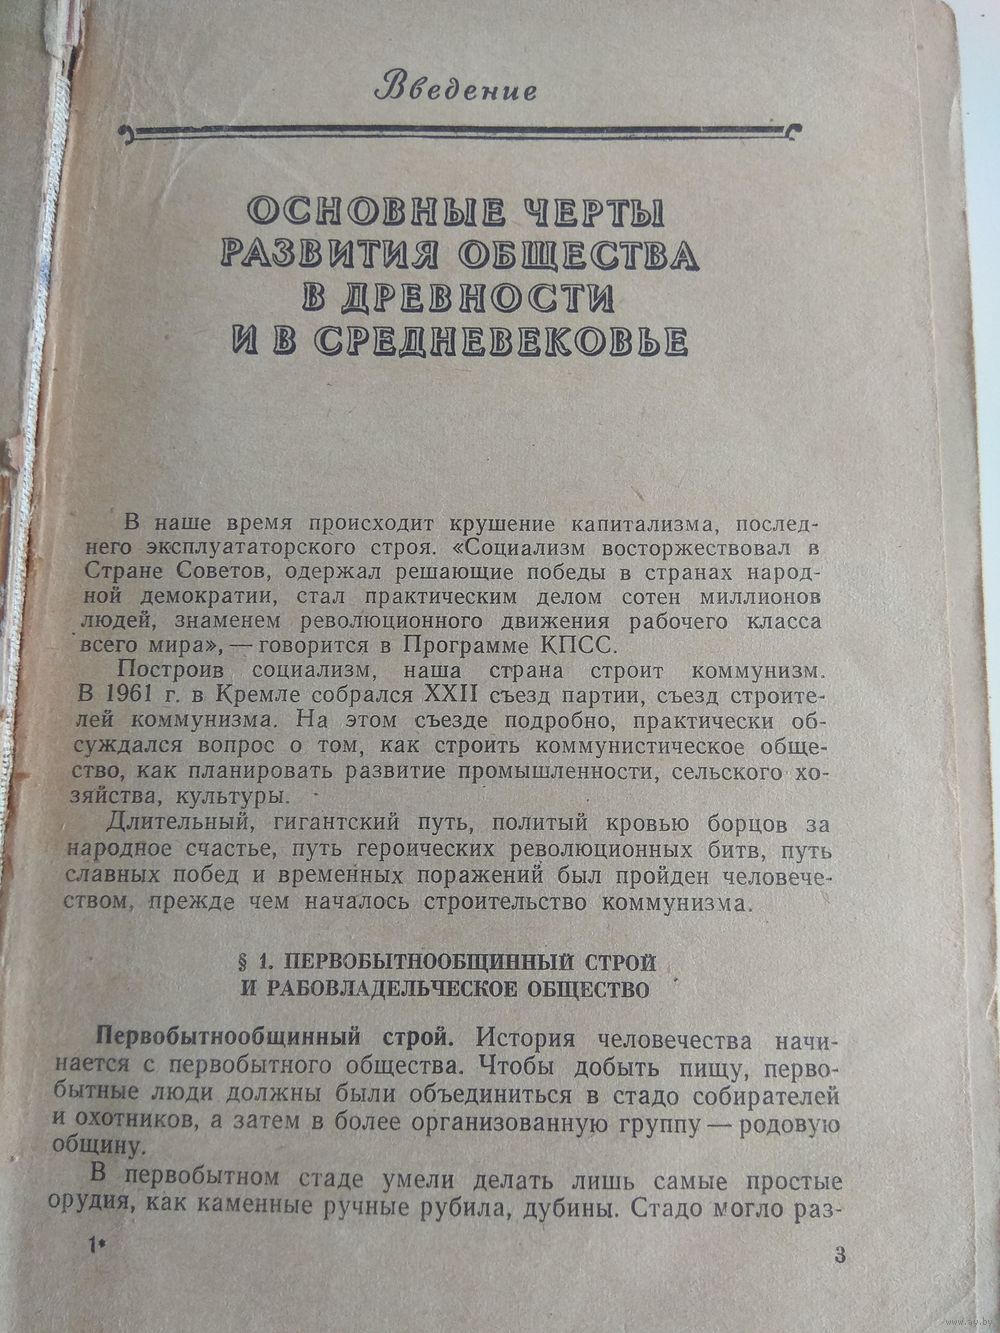 Введение
ОСНОВНЫЕ ЧЕРТЫ
РАЗВИТИЯ ОБЩЕСТВА
В ДРЕВНОСТИ
И В СРЕДНЕВЕКОВЬЕ
В наше время происходит крушение капитализма, послед-
него эксплуататорского строя. «Социализм восторжествовал в
Стране Советов, одержал решающие победы в странах народ-
ной демократии, стал практическим делом сотен миллионов
людей, знаменем революционного движения рабочего класса
всего мира», — говорится в Программе КПСС.
Построив социализм, наша страна строит коммунизм.
В 1961 г. в Кремле собрался XXII съезд партии, съезд строите-
лей коммунизма. На этом съезде подробно, практически об-
суждался вопрос о том, как строить коммунистическое обще-
ство, как планировать развитие промышленности, сельского хо-
зяйства, культуры.
Длительный, гигантский путь, политый кровью борцов за
народное счастье, путь героических революционных битв, путь
славных побед и временных поражений был пройден человече-
ством, прежде чем началось строительство коммунизма.
§ 1. ПЕРВОБЫТНООБЩИННЫЙ СТРОЙ
И РАБОВЛАДЕЛЬЧЕСКОЕ ОБЩЕСТВО
Первобытнообщинный строй. История человечества начи-
нается с первобытного общества. Чтобы добыть пищу, перво-
бытные люди должны были объединиться в стадо собирателей
и охотников, а затем в более организованную группу — родовую
общину.
В первобытном стаде умели делать лишь самые простые
орудия, как каменные ручные рубила, дубины. Стадо могло раз-
1*
3
www.ay.by